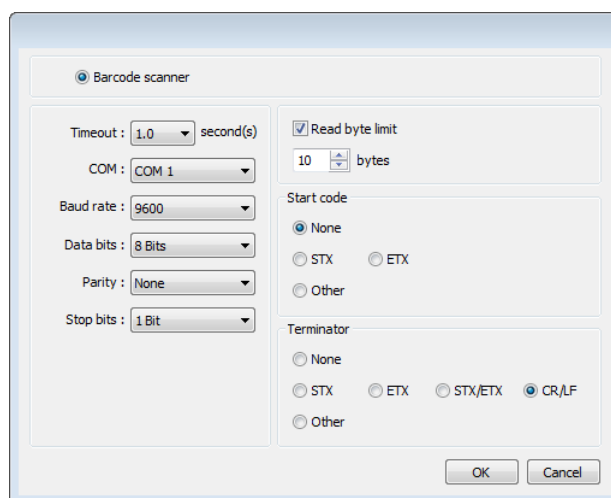 Barcode scanner
Timeout : 1.0 second(s)
COM : COM 1
Baud rate : 9600
Data bits : 8 Bits
Parity : None
Stop bits : 1 Bit
Read byte limit
10 bytes
Start code
None
STX ETX
Other
Terminator
None
STX ETX STX/ETX CR/LF
Other
OK Cancel